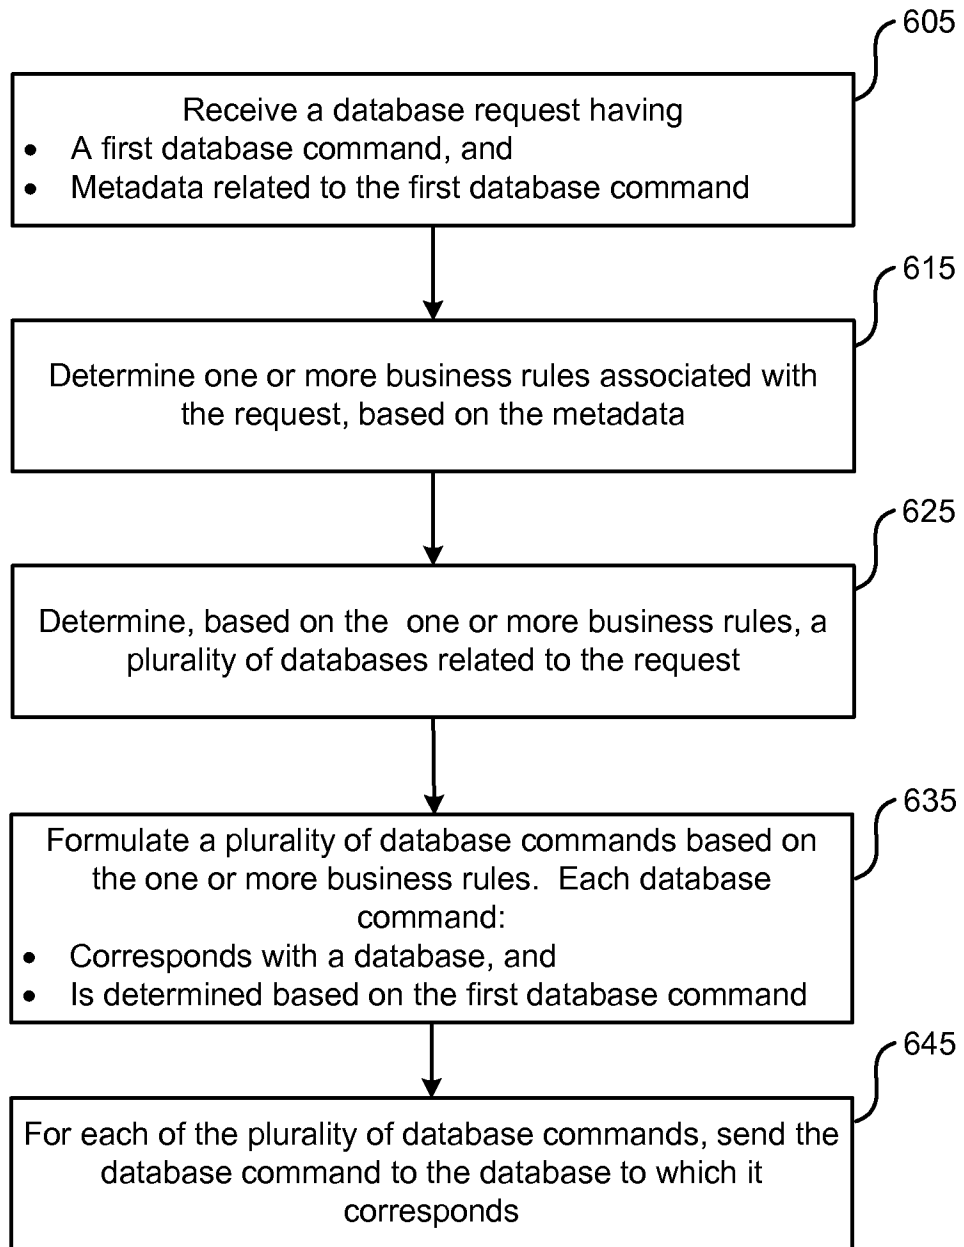 605
Receive a database request having
• A first database command, and
• Metadata related to the first database command
615
Determine one or more business rules associated with
the request, based on the metadata
625
Determine, based on the  one or more business rules, a
plurality of databases related to the request
635
Formulate a plurality of database commands based on
the one or more business rules.  Each database
command:
• Corresponds with a database, and
• Is determined based on the first database command
645
For each of the plurality of database commands, send the
database command to the database to which it
corresponds